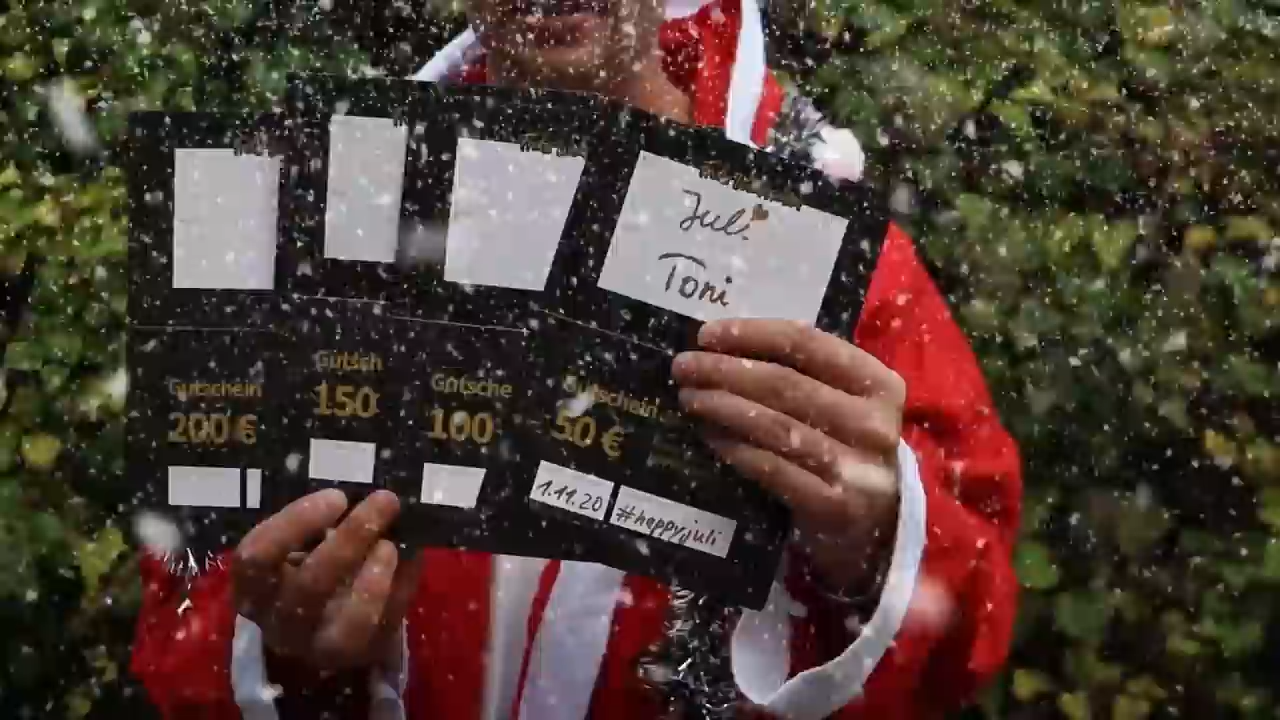 Juli
Toni
Gutschein
200 €
Gutsch
150
Gutsche
100
Gutschein
50 €
1.11.20
#happyjuli